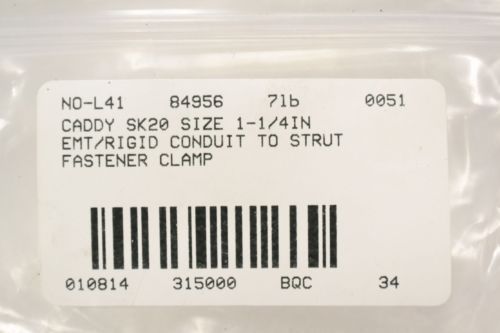 NO-L41 84956 7lb 0051
CADDY SK20 SIZE 1-1/4IN
EMT/RIGID CONDUIT TO STRUT
FASTENER CLAMP
010814 315000 BQC 34